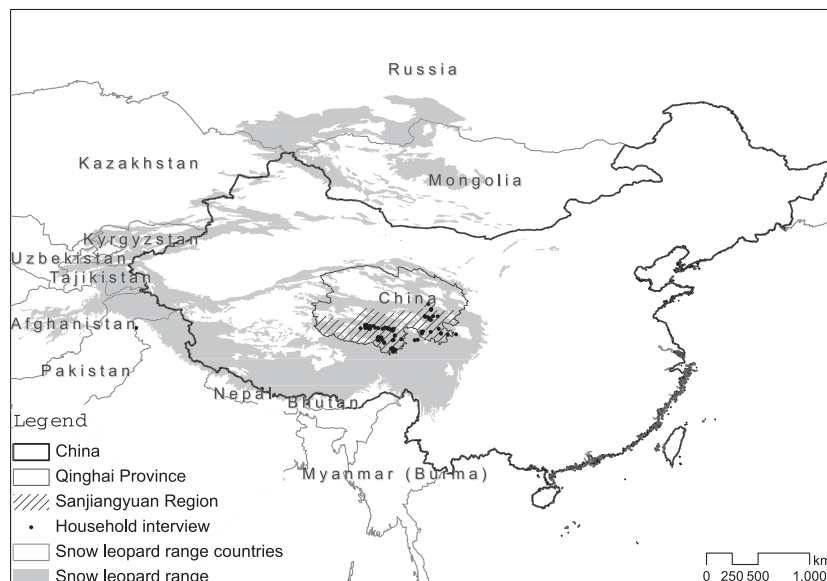 Russia
Kazakhstan
Mongolia
Kyrgyzstan
Uzbekistan
Tajikistan
China
Afghanistan
Pakistan
Nepal
Bhutan
Myanmar (Burma)
Legend
China
Qinghai Province
Sanjiangyuan Region
Household interview
Snow leopard range countries
Snow leopard range
km
0 250 500 1.000